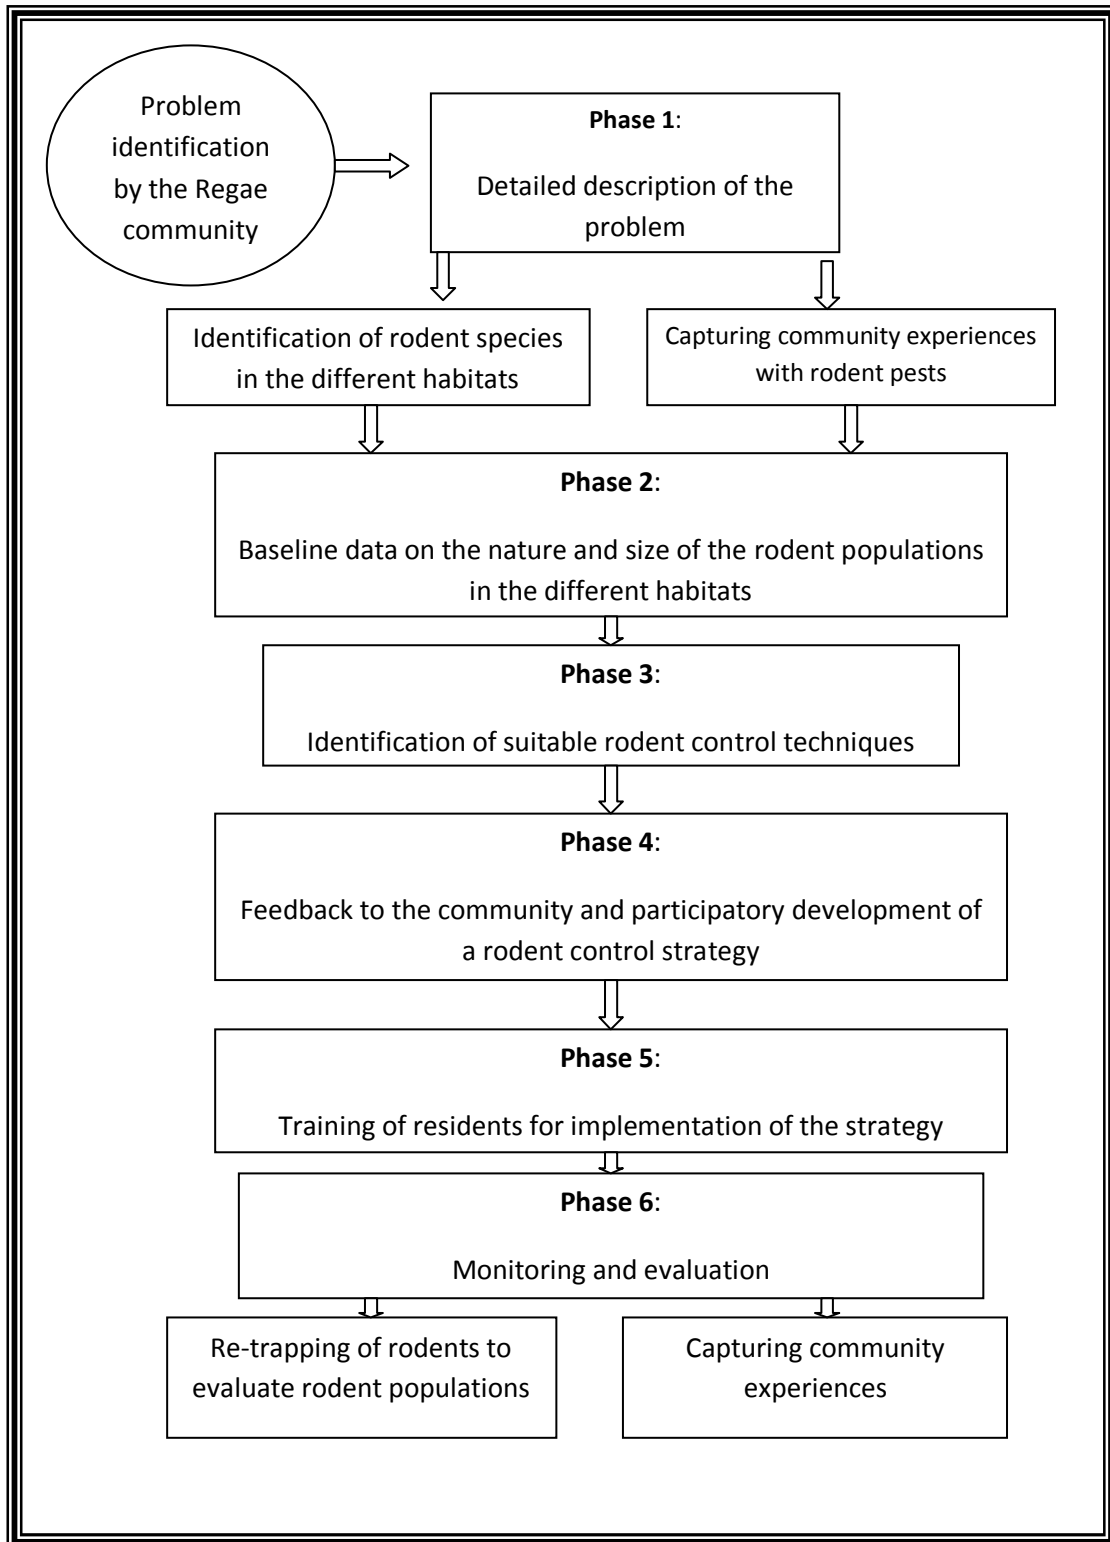 Problem
identification
by the Regae
community
Phase 1:
Detailed description of the
problem
Identification of rodent species
in the different habitats
Capturing community experiences
with rodent pests
Phase 2:
Baseline data on the nature and size of the rodent populations
in the different habitats
Phase 3:
Identification of suitable rodent control techniques
Phase 4:
Feedback to the community and participatory development of
a rodent control strategy
Phase 5:
Training of residents for implementation of the strategy
Phase 6:
Monitoring and evaluation
Re-trapping of rodents to
evaluate rodent populations
Capturing community
experiences